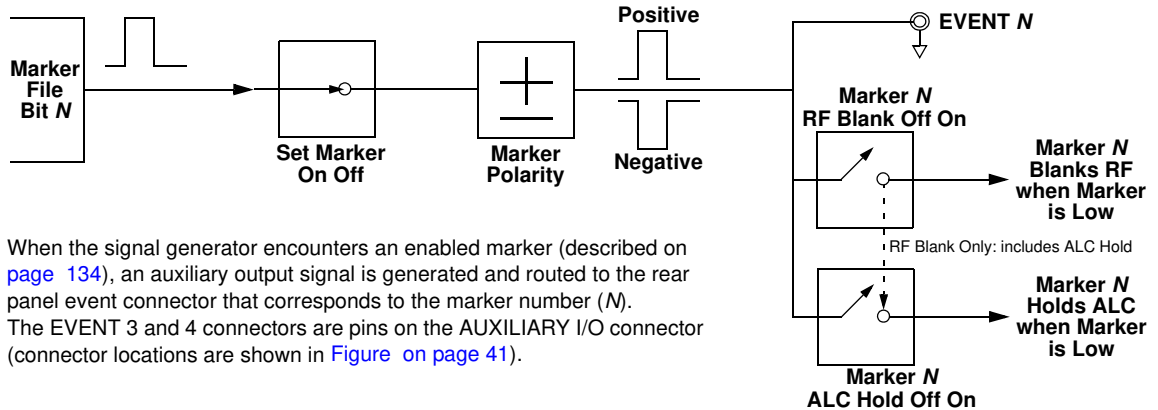 Positive
EVENT N
Marker
File
Bit N
Marker N
RF Blank Off On
Set Marker
On Off
Marker
Polarity
Negative
Marker N
Blanks RF
when Marker
is Low
When the signal generator encounters an enabled marker (described on
page 134), an auxiliary output signal is generated and routed to the rear
panel event connector that corresponds to the marker number (N).
The EVENT 3 and 4 connectors are pins on the AUXILIARY I/O connector
(connector locations are shown in Figure on page 41).
RF Blank Only: includes ALC Hold
Marker N
Holds ALC
when Marker
is Low
Marker N
ALC Hold Off On